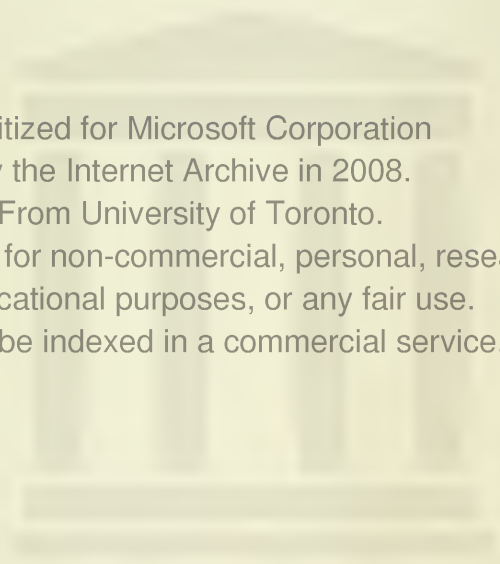 itized for Microsoft Corporation
the Internet Archive in 2008.
From University of Toronto.
for non-commercial, personal, rese
cational purposes, or any fair use.
be indexed in a commercial service.